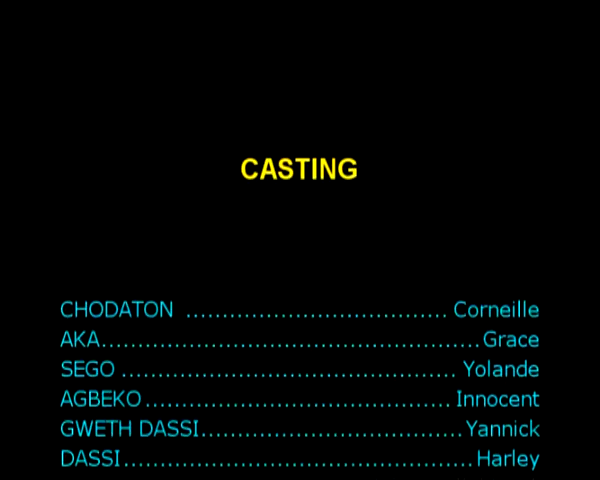 CASTING
CHODATON ................................... Corneille
AKA...................................................Grace
SEGO ............................................. Yolande
AGBEKO......................................... Innocent
GWETH DASSI...................................Yannick
DASSI...............................................Harley